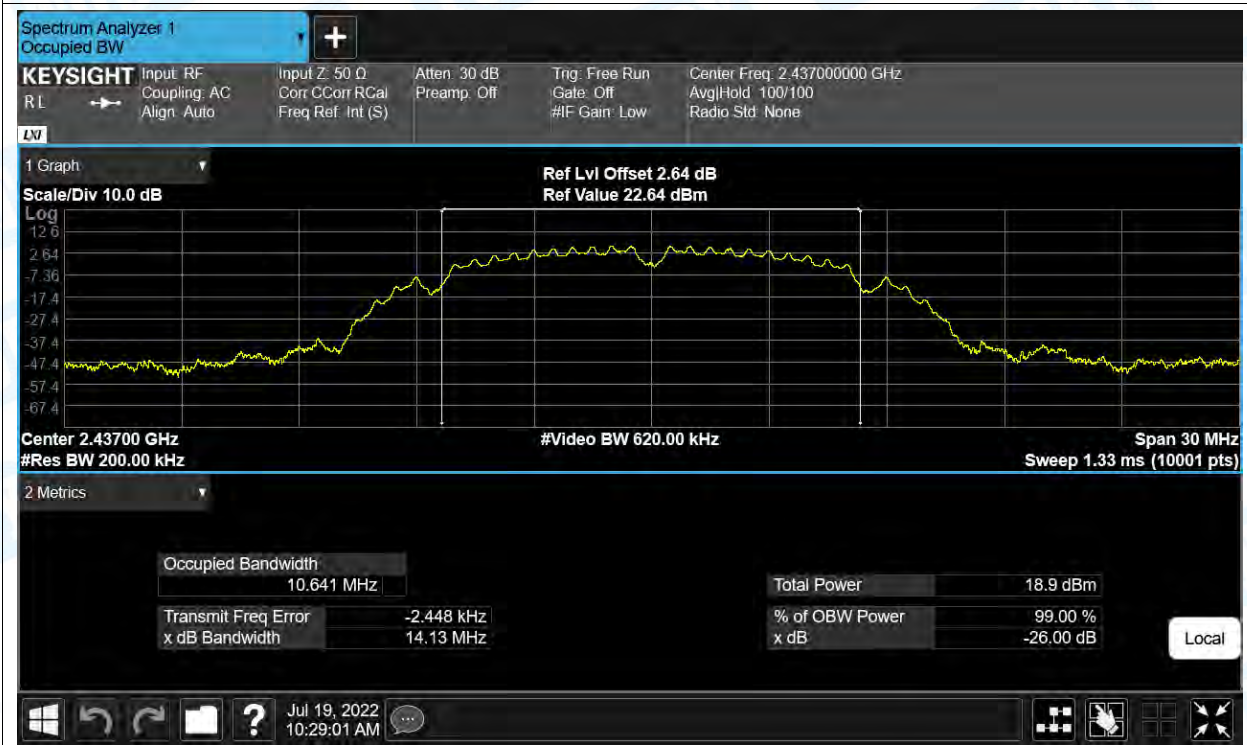 Spectrum Analyzer 1
Occupied BW
+
KEYSIGHT
R L
LXI
Input: RF
Coupling: AC
Align: Auto
Input Z: 50 Ω
Corr CCorr RCal
Freq Ref: Int (S)
Atten: 30 dB
Preamp: Off
Trig: Free Run
Gate: Off
#IF Gain: Low
Center Freq: 2.437000000 GHz
Avg|Hold: 100/100
Radio Std: None
1 Graph
Scale/Div 10.0 dB
Ref Lvl Offset 2.64 dB
Ref Value 22.64 dBm
Log
12.6
2.64
-7.36
-17.4
-27.4
-37.4
-47.4
-57.4
-67.4
Center 2.43700 GHz
#Video BW 620.00 kHz
Span 30 MHz
#Res BW 200.00 kHz
Sweep 1.33 ms (10001 pts)
2 Metrics
Occupied Bandwidth
10.641 MHz
Total Power 18.9 dBm
Transmit Freq Error -2.448 kHz
% of OBW Power 99.00 %
x dB Bandwidth 14.13 MHz
x dB -26.00 dB
Local
?
Jul 19, 2022
10:29:01 AM